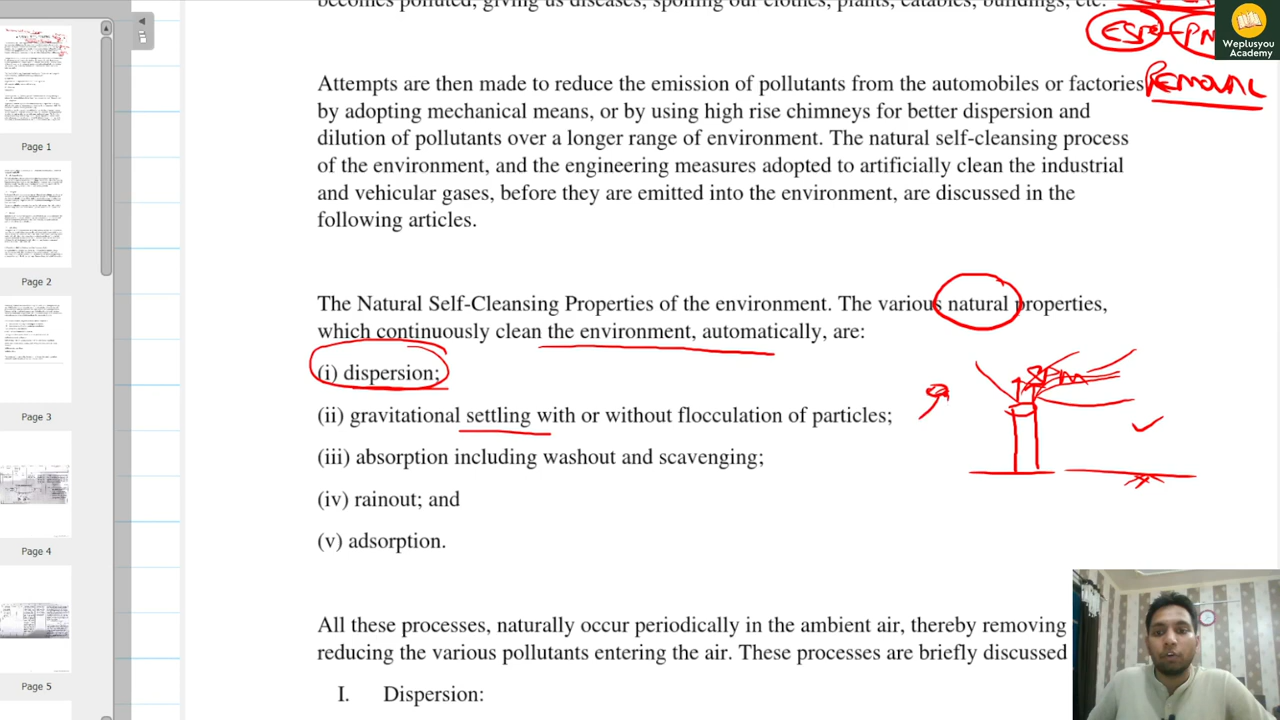 becomes polluted, giving us diseases, spoiling our clothes, plants, eatables, buildings, etc.
ESP
Weplusyou
Academy
Attempts are then made to reduce the emission of pollutants from the automobiles or factories
Removal
by adopting mechanical means, or by using high rise chimneys for better dispersion and
dilution of pollutants over a longer range of environment. The natural self-cleansing process
of the environment, and the engineering measures adopted to artificially clean the industrial
and vehicular gases, before they are emitted into the environment, are discussed in the
following articles.
The Natural Self-Cleansing Properties of the environment. The various natural properties,
which continuously clean the environment, automatically, are:
(i) dispersion;
SPM
(ii) gravitational settling with or without flocculation of particles;
(iii) absorption including washout and scavenging;
(iv) rainout; and
(v) adsorption.
All these processes, naturally occur periodically in the ambient air, thereby removing
reducing the various pollutants entering the air. These processes are briefly discussed
I. Dispersion:
Page 1
Page 2
Page 3
Page 4
Page 5